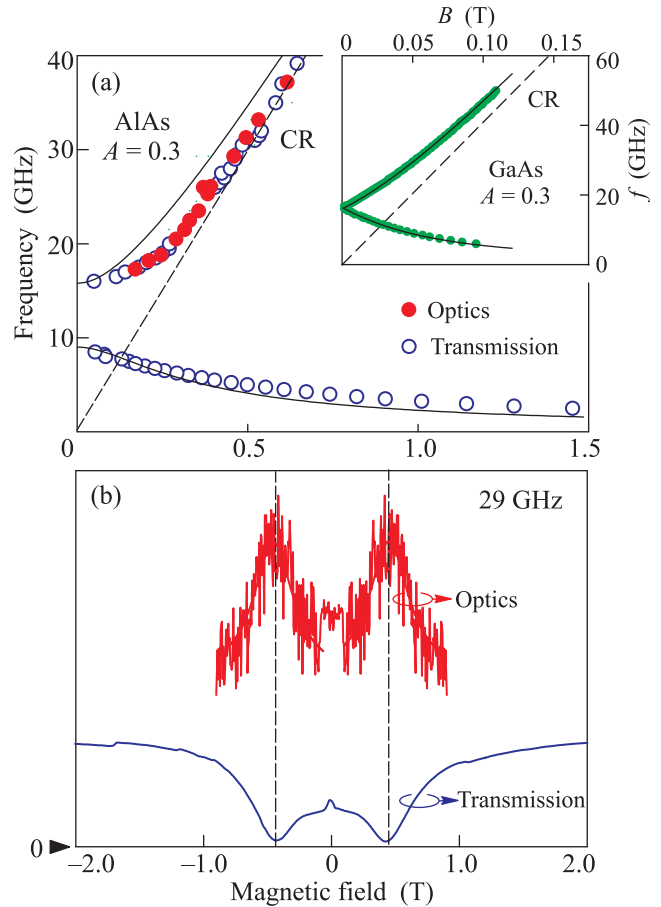 B (T)
0 0.05 0.10 0.15
40 (a) 60
AlAs
A = 0.3
CR
CR
30 40
GaAs
A = 0.3
f (GHz)
Frequency (GHz)
20 20
0
Optics
10 Transmission
0 0.5 1.0 1.5
(b) 29 GHz
Optics
Transmission
0
–2.0 –1.0 0 1.0 2.0
Magnetic field (T)